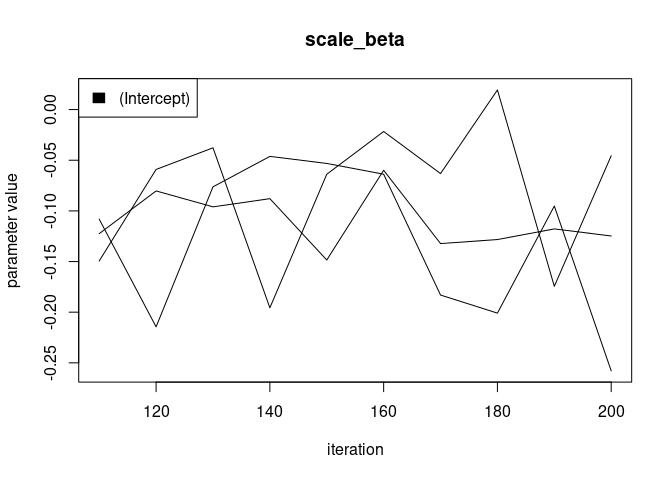 scale_beta
(Intercept)
0.00
-0.05
-0.10
-0.15
-0.20
-0.25
parameter value
120 140 160 180 200
iteration